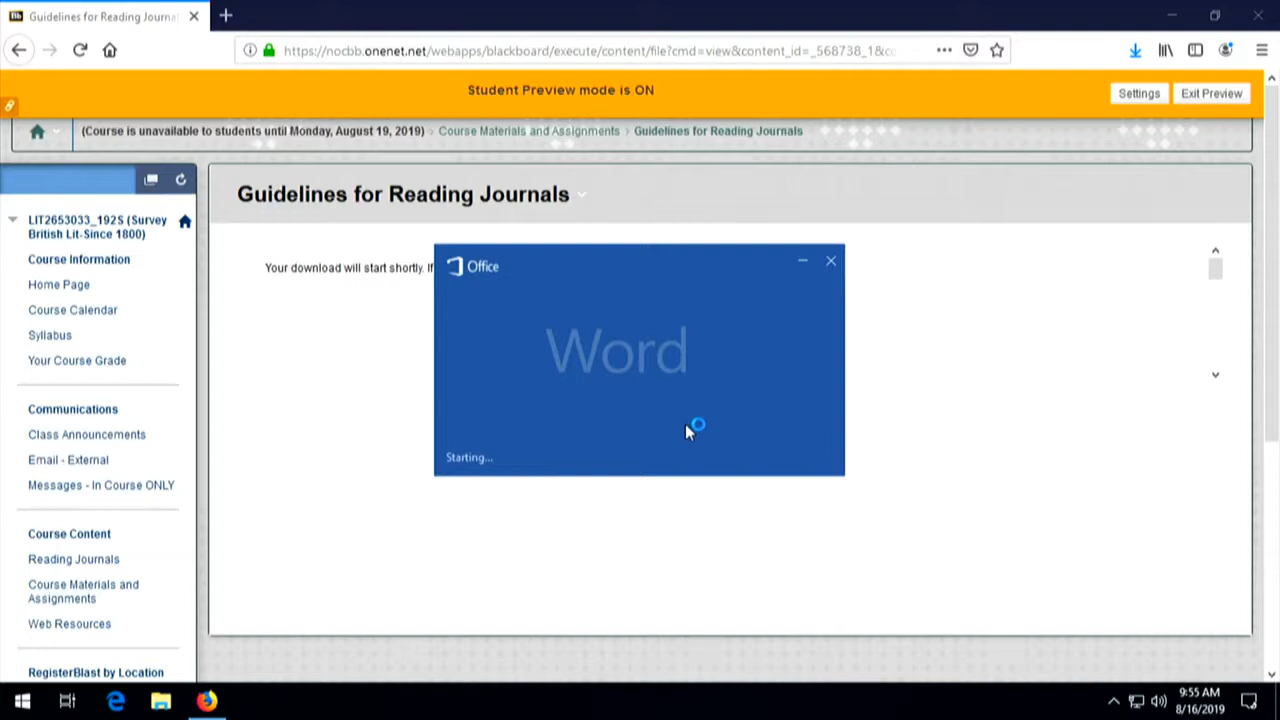 Bb Guidelines for Reading Journa
https://nocbb.onenet.net/webapps/blackboard/execute/content/file?cmd=view&content_id=_568738_1&co
Student Preview mode is ON
Settings
Exit Preview
(Course is unavailable to students until Monday, August 19, 2019) > Course Materials and Assignments > Guidelines for Reading Journals
Guidelines for Reading Journals
LIT2653033_192S (Survey
British Lit-Since 1800)
Course Information
Home Page
Course Calendar
Syllabus
Your Course Grade
Communications
Class Announcements
Email - External
Messages - In Course ONLY
Course Content
Reading Journals
Course Materials and
Assignments
Web Resources
RegisterBlast by Location
Your download will start shortly. If
Office
Word
Starting...
9:55 AM
8/16/2019